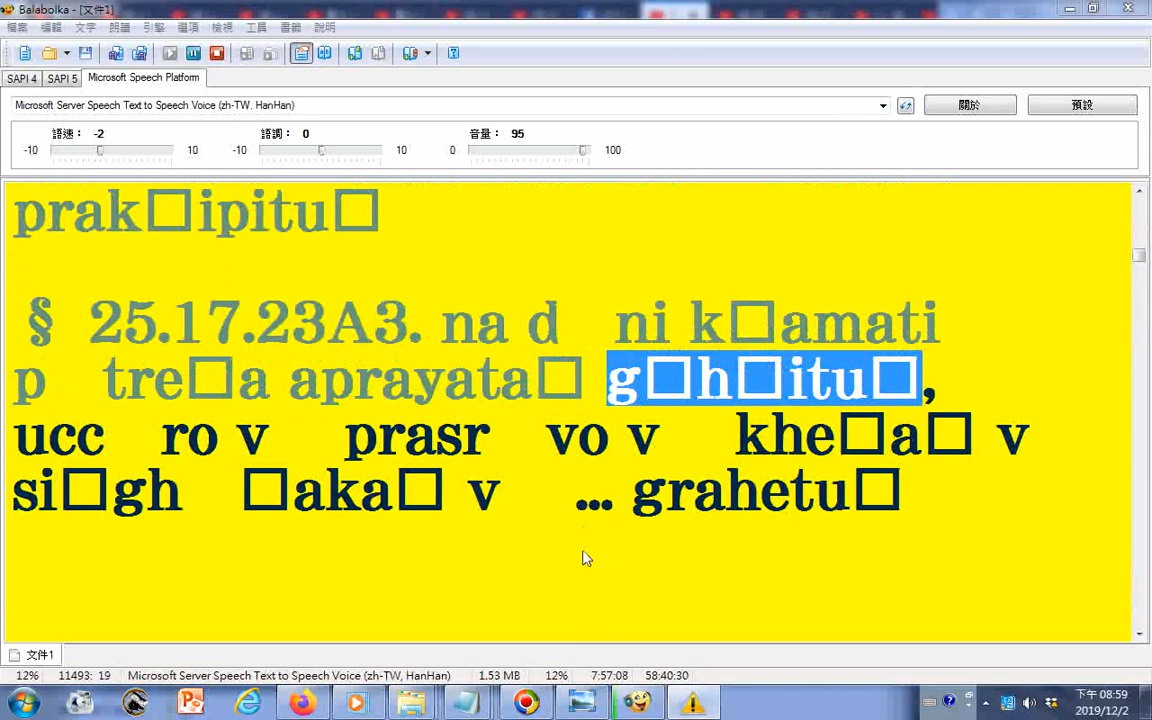 Balabolka - [文件1]
檔案 編輯 文字 朗讀 引擎 選項 檢視 工具 書籤 說明
SAPI 4 SAPI 5 Microsoft Speech Platform
Microsoft Server Speech Text to Speech Voice (zh-TW, HanHan) 關於 預設
語速： -2 語調： 0 音量： 95
-10 10 -10 10 0 100
prak□ipitu□
§ 25.17.23A3. na d ni k□amati
p tre□a aprayata□ g□h□itu□,
ucc ro v prasr vo v khe□a□ v
si□gh □aka□ v ... grahetu□
文件1
12% 11493: 19 Microsoft Server Speech Text to Speech Voice (zh-TW, HanHan) 1.53 MB 12% 7:57:08 58:40:30
下午 08:59
2019/12/2